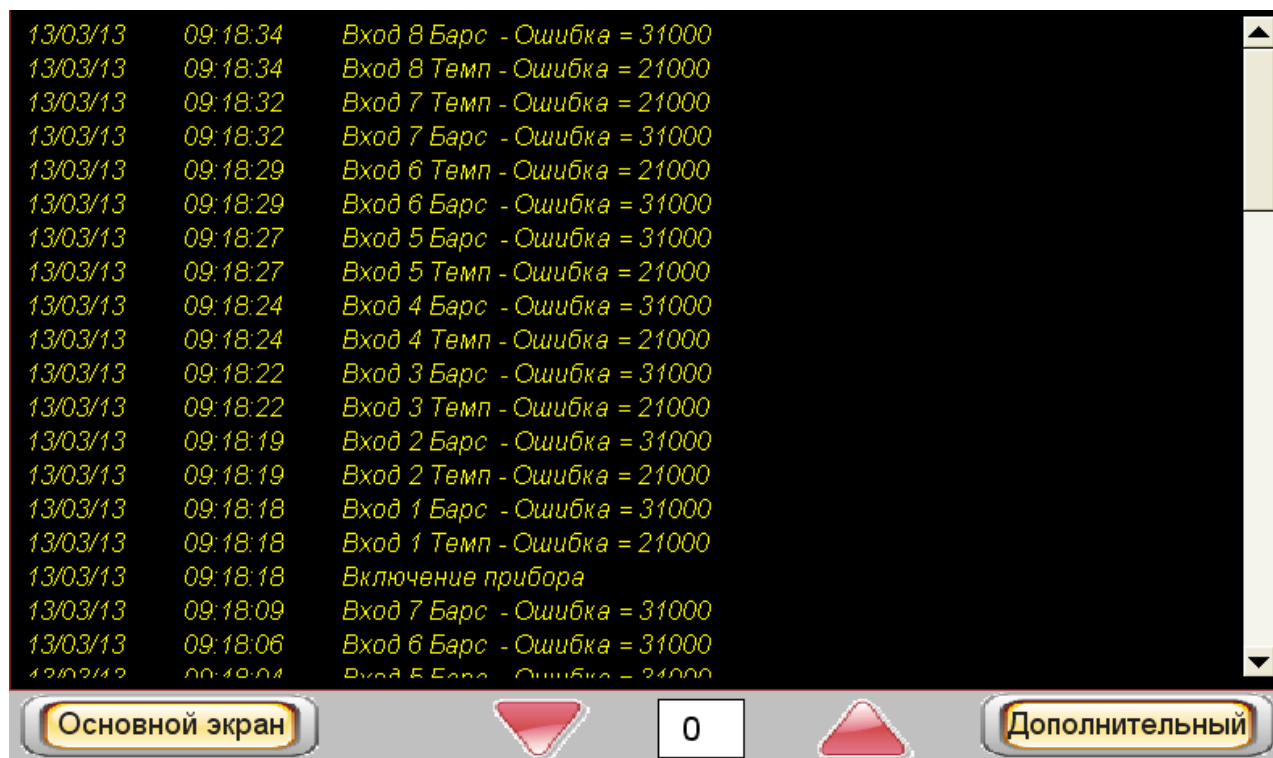 13/03/13 09:18:34 Вход 8 Барс - Ошибка = 31000
13/03/13 09:18:34 Вход 8 Темп - Ошибка = 21000
13/03/13 09:18:32 Вход 7 Темп - Ошибка = 21000
13/03/13 09:18:32 Вход 7 Барс - Ошибка = 31000
13/03/13 09:18:29 Вход 6 Темп - Ошибка = 21000
13/03/13 09:18:29 Вход 6 Барс - Ошибка = 31000
13/03/13 09:18:27 Вход 5 Барс - Ошибка = 31000
13/03/13 09:18:27 Вход 5 Темп - Ошибка = 21000
13/03/13 09:18:24 Вход 4 Барс - Ошибка = 31000
13/03/13 09:18:24 Вход 4 Темп - Ошибка = 21000
13/03/13 09:18:22 Вход 3 Барс - Ошибка = 31000
13/03/13 09:18:22 Вход 3 Темп - Ошибка = 21000
13/03/13 09:18:19 Вход 2 Барс - Ошибка = 31000
13/03/13 09:18:19 Вход 2 Темп - Ошибка = 21000
13/03/13 09:18:18 Вход 1 Барс - Ошибка = 31000
13/03/13 09:18:18 Вход 1 Темп - Ошибка = 21000
13/03/13 09:18:18 Включение прибора
13/03/13 09:18:09 Вход 7 Барс - Ошибка = 31000
13/03/13 09:18:06 Вход 6 Барс - Ошибка = 31000
Основной экран 0 Дополнительный